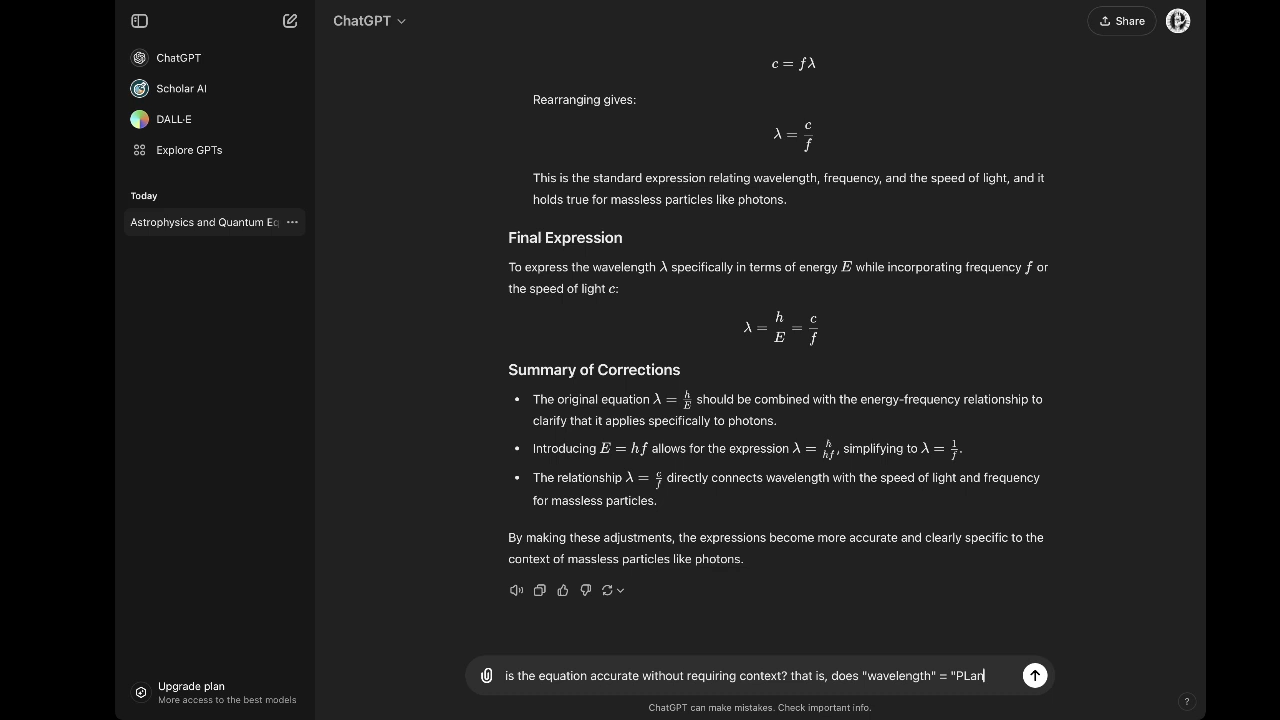 ChatGPT
Share
ChatGPT
Scholar AI
DALL·E
Explore GPTs
Today
Astrophysics and Quantum Eq
c = fλ
Rearranging gives:
λ = c/f
This is the standard expression relating wavelength, frequency, and the speed of light, and it
holds true for massless particles like photons.
Final Expression
To express the wavelength λ specifically in terms of energy E while incorporating frequency f or
the speed of light c:
λ = h/E = c/f
Summary of Corrections
• The original equation λ = h/E should be combined with the energy-frequency relationship to
clarify that it applies specifically to photons.
• Introducing E = hf allows for the expression λ = h/hf, simplifying to λ = 1/f.
• The relationship λ = c/f directly connects wavelength with the speed of light and frequency
for massless particles.
By making these adjustments, the expressions become more accurate and clearly specific to the
context of massless particles like photons.
is the equation accurate without requiring context? that is, does "wavelength" = "PLan
Upgrade plan
More access to the best models
ChatGPT can make mistakes. Check important info.
?